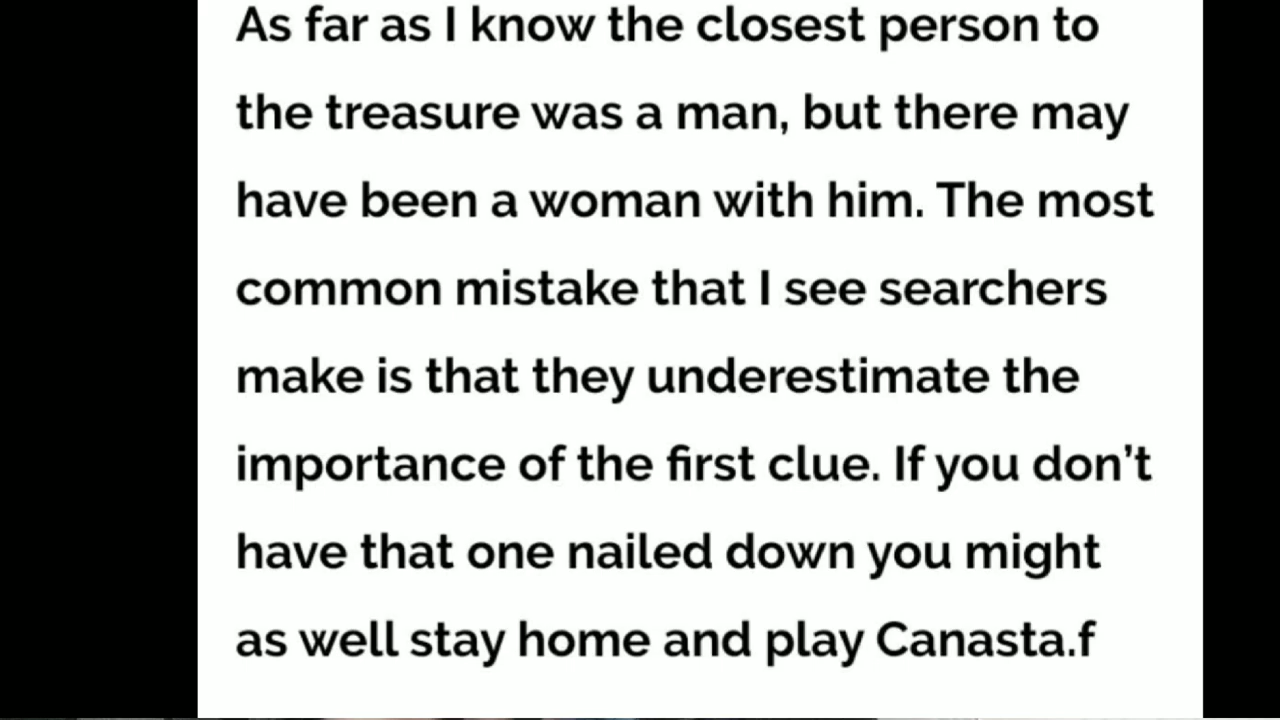 As far as I know the closest person to
the treasure was a man, but there may
have been a woman with him. The most
common mistake that I see searchers
make is that they underestimate the
importance of the first clue. If you don’t
have that one nailed down you might
as well stay home and play Canasta.f